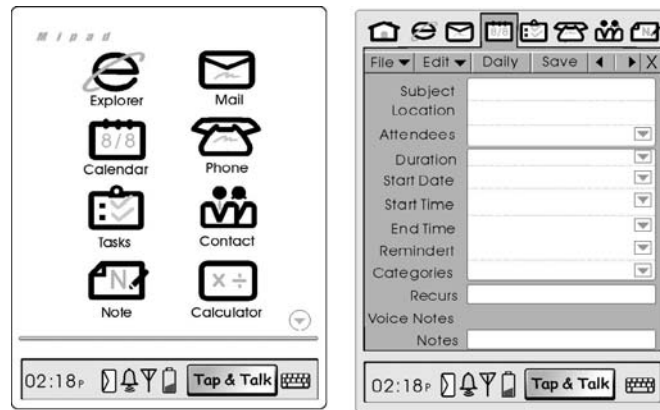 Mipad
Explorer
Mail
8/8
Calendar
Phone
Tasks
Contact
N
Note
Calculator
02:18P Tap & Talk
8/8
File Edit Daily Save X
Subject
Location
Attendees
Duration
Start Date
Start Time
End Time
Remindert
Categories
Recurs
Voice Notes
Notes
02:18P Tap & Talk